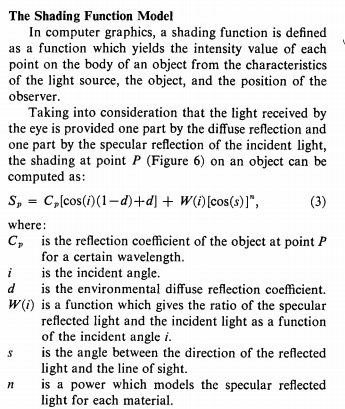 The Shading Function Model
In computer graphics, a shading function is defined
as a function which yields the intensity value of each
point on the body of an object from the characteristics
of the light source, the object, and the position of the
observer.
Taking into consideration that the light received by
the eye is provided one part by the diffuse reflection and
one part by the specular reflection of the incident light,
the shading at point P (Figure 6) on an object can be
computed as:
Sₚ = Cₚ[cos(i)(1−d)+d] + W(i)[cos(s)]ⁿ, (3)
where:
Cₚ is the reflection coefficient of the object at point P
for a certain wavelength.
i is the incident angle.
d is the environmental diffuse reflection coefficient.
W(i) is a function which gives the ratio of the specular
reflected light and the incident light as a function
of the incident angle i.
s is the angle between the direction of the reflected
light and the line of sight.
n is a power which models the specular reflected
light for each material.